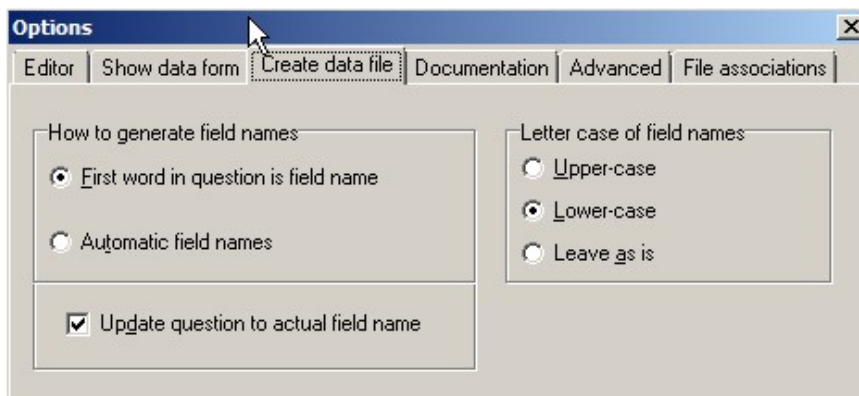 Options
Editor Show data form Create data file Documentation Advanced File associations
How to generate field names
First word in question is field name
Automatic field names
Update question to actual field name
Letter case of field names
Upper-case
Lower-case
Leave as is